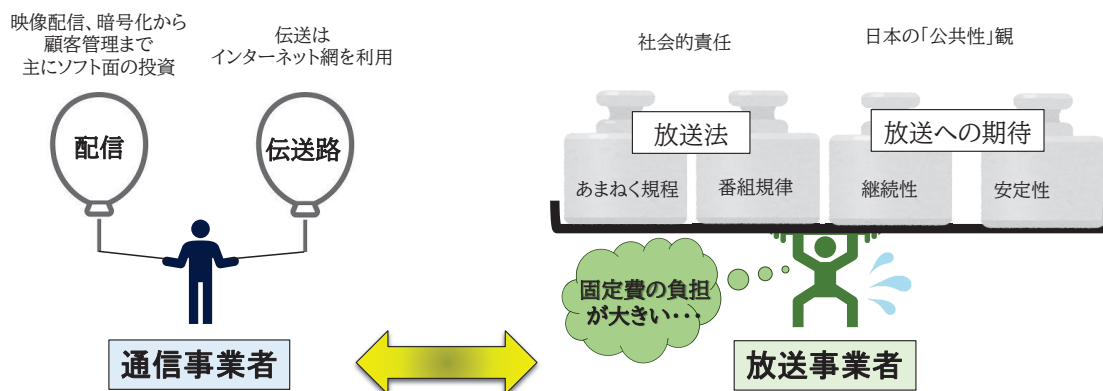 映像配信、暗号化から
顧客管理まで
主にソフト面の投資
伝送は
インターネット網を利用
配信
伝送路
通信事業者
社会的責任
日本の「公共性」観
放送法
放送への期待
あまねく規程
番組規律
継続性
安定性
固定費の負担
が大きい・・・
放送事業者